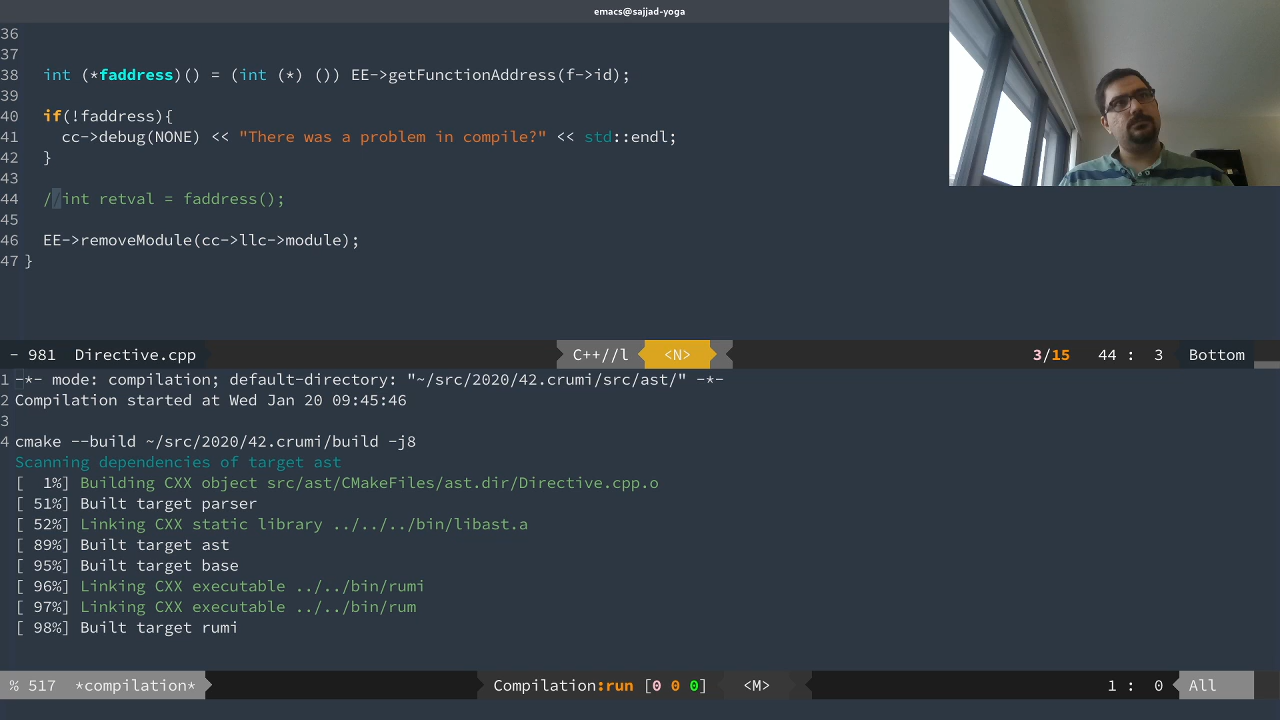 emacs@sajjad-yoga
36
37
38 int (*faddress)() = (int (*) ()) EE->getFunctionAddress(f->id);
39
40 if(!faddress){
41 cc->debug(NONE) << "There was a problem in compile?" << std::endl;
42 }
43
44 //int retval = faddress();
45
46 EE->removeModule(cc->llc->module);
47 }
- 981 Directive.cpp C++//l <N> 3/15 44 : 3 Bottom
1 -*- mode: compilation; default-directory: "~/src/2020/42.crumi/src/ast/" -*-
2 Compilation started at Wed Jan 20 09:45:46
3
4 cmake --build ~/src/2020/42.crumi/build -j8
Scanning dependencies of target ast
[  1%] Building CXX object src/ast/CMakeFiles/ast.dir/Directive.cpp.o
[ 51%] Built target parser
[ 52%] Linking CXX static library ../../../bin/libast.a
[ 89%] Built target ast
[ 95%] Built target base
[ 96%] Linking CXX executable ../../bin/rumi
[ 97%] Linking CXX executable ../../bin/rum
[ 98%] Built target rumi
% 517 *compilation* Compilation:run [0 0 0] <M> 1 : 0 All